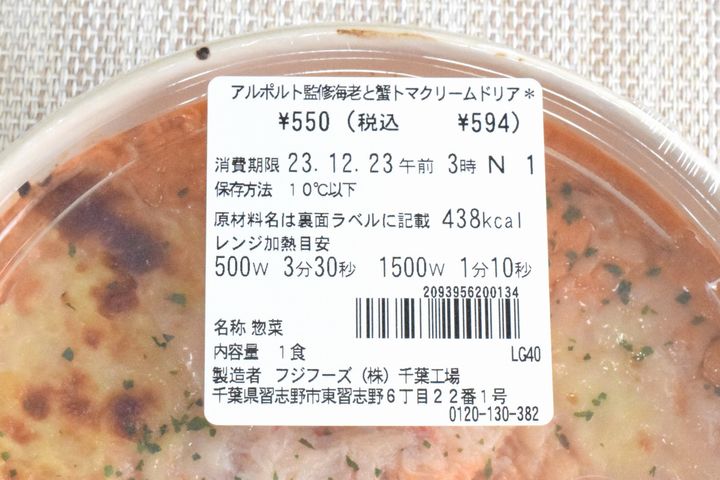 アルポルト監修海老と蟹トマクリームドリア＊
¥550（税込 ¥594）
消費期限 23.12.23午前 3時 N 1
保存方法 10℃以下
原材料名は裏面ラベルに記載 438kcal
レンジ加熱目安
500W 3分30秒 1500W 1分10秒
2093956200134
名称 惣菜
内容量 1食 LG40
製造者 フジフーズ（株）千葉工場
千葉県習志野市東習志野6丁目22番1号
0120-130-382